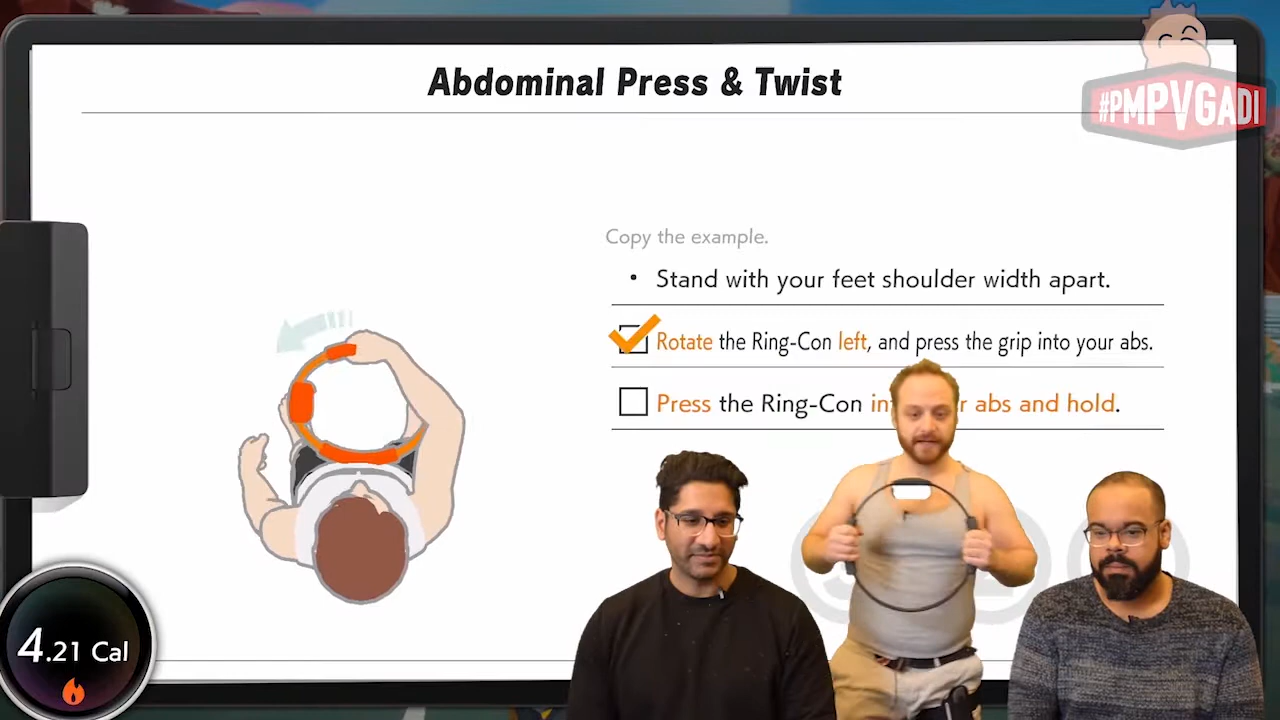 Abdominal Press & Twist
#PMPVGADI
Copy the example.
• Stand with your feet shoulder width apart.
Rotate the Ring-Con left, and press the grip into your abs.
Press the Ring-Con in r abs and hold.
4.21 Cal